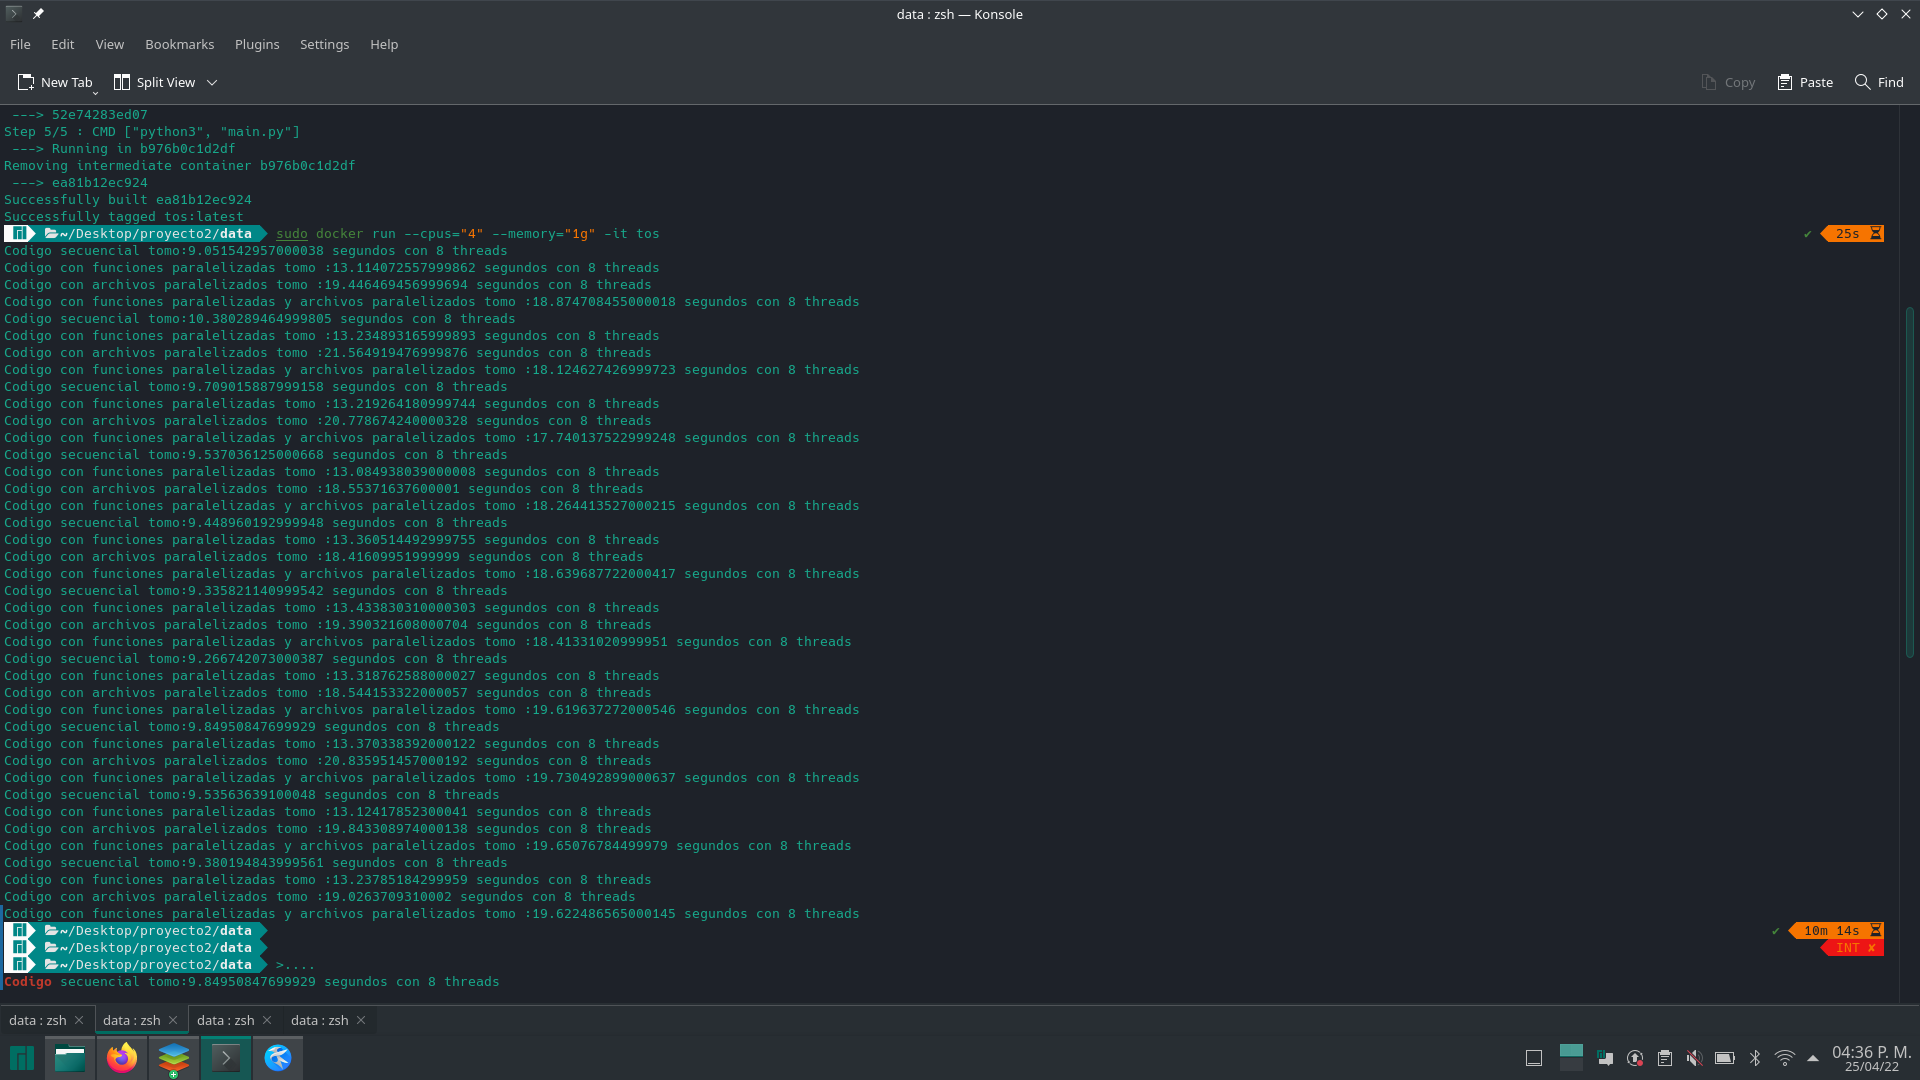 data : zsh — Konsole
File Edit View Bookmarks Plugins Settings Help
New Tab Split View Copy Paste Find
---> 52e74283ed07
Step 5/5 : CMD ["python3", "main.py"]
---> Running in b976b0c1d2df
Removing intermediate container b976b0c1d2df
---> ea81b12ec924
Successfully built ea81b12ec924
Successfully tagged tos:latest
~/Desktop/proyecto2/data sudo docker run --cpus="4" --memory="1g" -it tos ✔ 25s
Codigo secuencial tomo:9.051542957000038 segundos con 8 threads
Codigo con funciones paralelizadas tomo :13.114072557999862 segundos con 8 threads
Codigo con archivos paralelizados tomo :19.446469456999694 segundos con 8 threads
Codigo con funciones paralelizadas y archivos paralelizados tomo :18.874708455000018 segundos con 8 threads
Codigo secuencial tomo:10.380289464999805 segundos con 8 threads
Codigo con funciones paralelizadas tomo :13.234893165999893 segundos con 8 threads
Codigo con archivos paralelizados tomo :21.564919476999876 segundos con 8 threads
Codigo con funciones paralelizadas y archivos paralelizados tomo :18.124627426999723 segundos con 8 threads
Codigo secuencial tomo:9.709015887999158 segundos con 8 threads
Codigo con funciones paralelizadas tomo :13.219264180999744 segundos con 8 threads
Codigo con archivos paralelizados tomo :20.778674240000328 segundos con 8 threads
Codigo con funciones paralelizadas y archivos paralelizados tomo :17.740137522999248 segundos con 8 threads
Codigo secuencial tomo:9.537036125000668 segundos con 8 threads
Codigo con funciones paralelizadas tomo :13.084938039000008 segundos con 8 threads
Codigo con archivos paralelizados tomo :18.55371637600001 segundos con 8 threads
Codigo con funciones paralelizadas y archivos paralelizados tomo :18.264413527000215 segundos con 8 threads
Codigo secuencial tomo:9.448960192999948 segundos con 8 threads
Codigo con funciones paralelizadas tomo :13.360514492999755 segundos con 8 threads
Codigo con archivos paralelizados tomo :18.41609951999999 segundos con 8 threads
Codigo con funciones paralelizadas y archivos paralelizados tomo :18.639687722000417 segundos con 8 threads
Codigo secuencial tomo:9.335821140999542 segundos con 8 threads
Codigo con funciones paralelizadas tomo :13.433830310000303 segundos con 8 threads
Codigo con archivos paralelizados tomo :19.390321608000704 segundos con 8 threads
Codigo con funciones paralelizadas y archivos paralelizados tomo :18.41331020999951 segundos con 8 threads
Codigo secuencial tomo:9.266742073000387 segundos con 8 threads
Codigo con funciones paralelizadas tomo :13.318762588000027 segundos con 8 threads
Codigo con archivos paralelizados tomo :18.544153322000057 segundos con 8 threads
Codigo con funciones paralelizadas y archivos paralelizados tomo :19.619637272000546 segundos con 8 threads
Codigo secuencial tomo:9.84950847699929 segundos con 8 threads
Codigo con funciones paralelizadas tomo :13.370338392000122 segundos con 8 threads
Codigo con archivos paralelizados tomo :20.835951457000192 segundos con 8 threads
Codigo con funciones paralelizadas y archivos paralelizados tomo :19.730492899000637 segundos con 8 threads
Codigo secuencial tomo:9.53563639100048 segundos con 8 threads
Codigo con funciones paralelizadas tomo :13.12417852300041 segundos con 8 threads
Codigo con archivos paralelizados tomo :19.843308974000138 segundos con 8 threads
Codigo con funciones paralelizadas y archivos paralelizados tomo :19.65076784499979 segundos con 8 threads
Codigo secuencial tomo:9.380194843999561 segundos con 8 threads
Codigo con funciones paralelizadas tomo :13.23785184299959 segundos con 8 threads
Codigo con archivos paralelizados tomo :19.0263709310002 segundos con 8 threads
Codigo con funciones paralelizadas y archivos paralelizados tomo :19.622486565000145 segundos con 8 threads
~/Desktop/proyecto2/data ✔ 10m 14s
~/Desktop/proyecto2/data INT ✘
~/Desktop/proyecto2/data >....
Codigo secuencial tomo:9.84950847699929 segundos con 8 threads
data : zsh data : zsh data : zsh data : zsh
04:36 P. M.
25/04/22